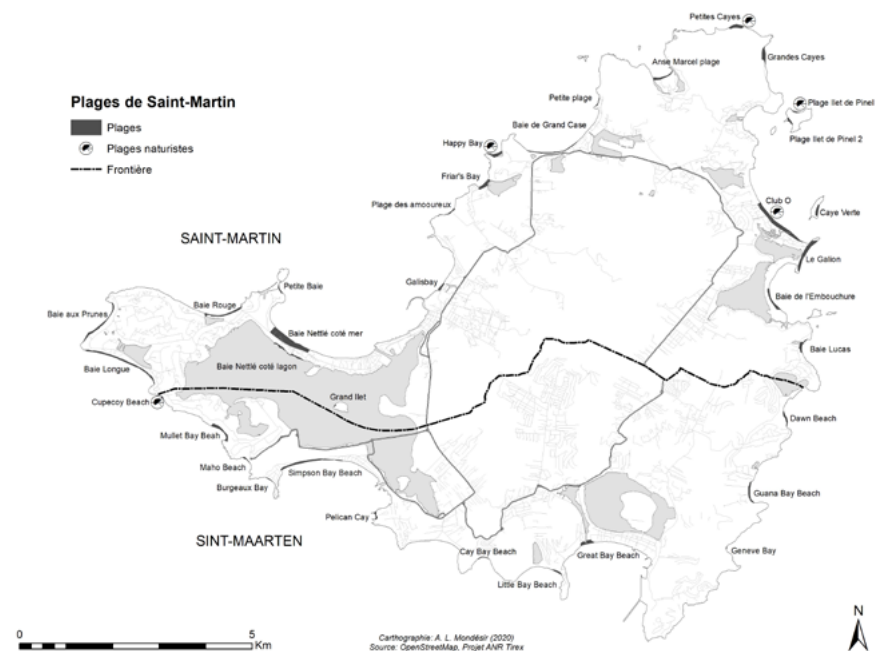 Petites Cayes
Grandes Cayes
Anse Marcel plage
Plages de Saint-Martin
Plages
Plages naturistes
Frontière
Petite plage
Plage Ilet de Pinel
Baie de Grand Case
Plage Ilet de Pinel 2
Happy Bay
Friar's Bay
Plage des amooureux
Club O
Caye Verte
SAINT-MARTIN
Le Galion
Galisbay
Petite Baie
Baie de l'Embouchure
Baie Rouge
Baie aux Prunes
Baie Nettlé coté mer
Baie Lucas
Baie Longue
Baie Nettlé coté lagon
Grand Ilet
Cupecoy Beach
Dawn Beach
Mullet Bay Beah
Maho Beach
Simpson Bay Beach
Burgeaux Bay
Guana Bay Beach
Pelican Cay
SINT-MAARTEN
Cay Bay Beach
Great Bay Beach
Geneve Bay
Little Bay Beach
N
0 5
Km
Carthographie: A. L. Mondésir (2020)
Source: OpenStreetMap, Projet ANR Tirex